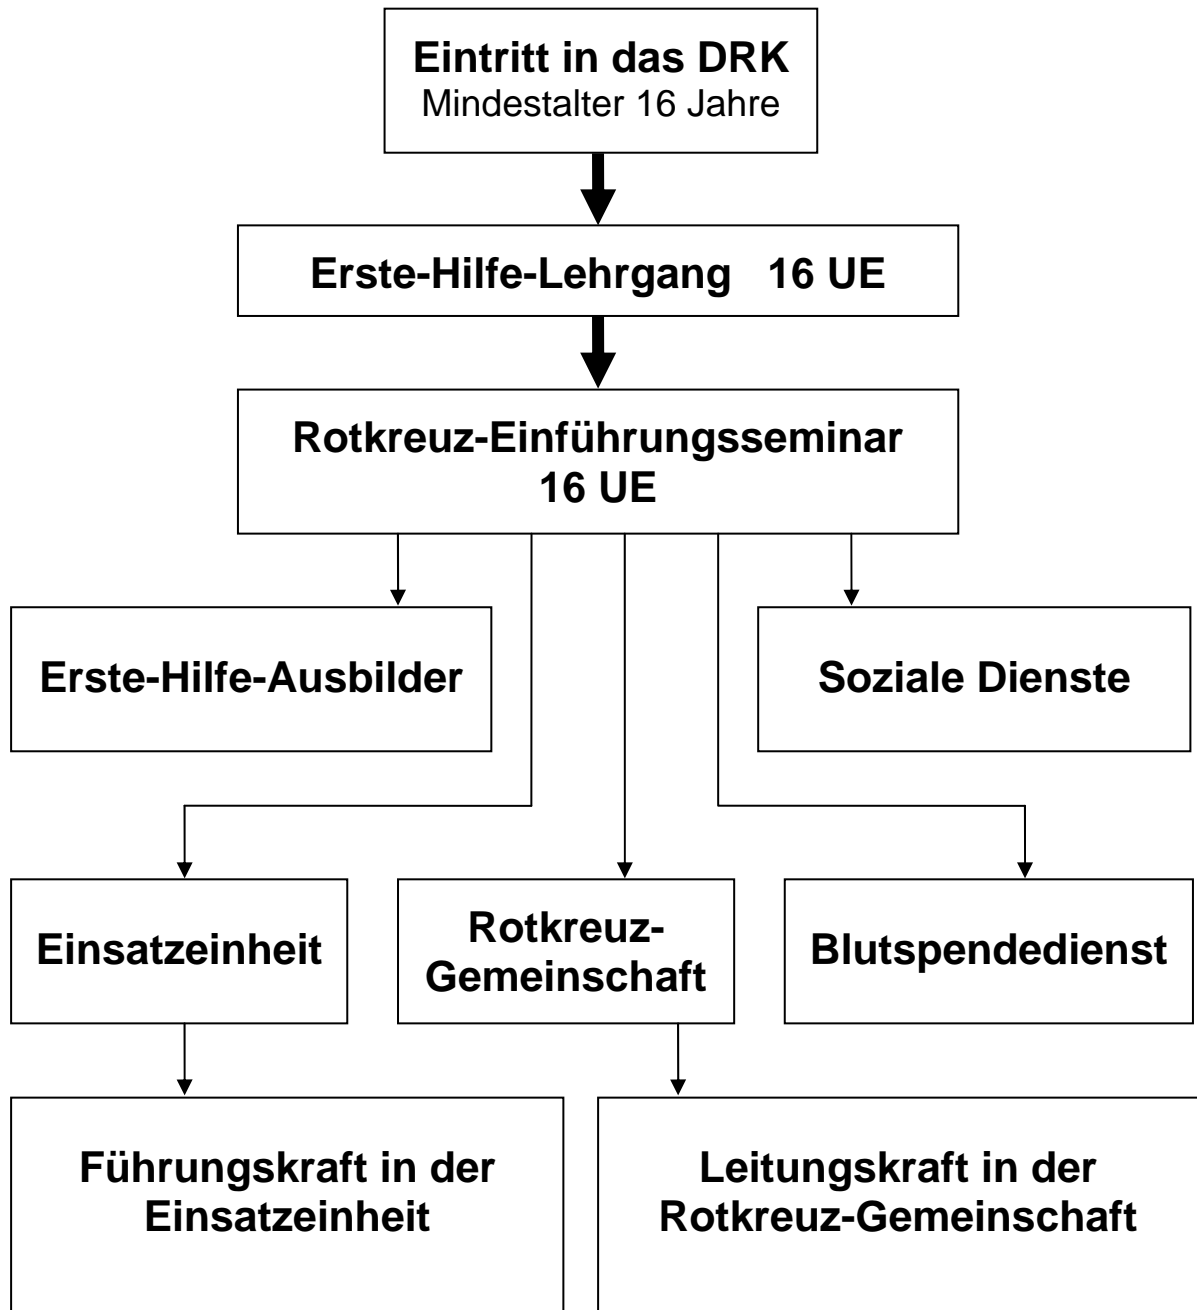 Eintritt in das DRK
Mindestalter 16 Jahre
Erste-Hilfe-Lehrgang 16 UE
Rotkreuz-Einführungsseminar
16 UE
Erste-Hilfe-Ausbilder
Soziale Dienste
Einsatzeinheit
Rotkreuz-
Gemeinschaft
Blutspendedienst
Führungskraft in der
Einsatzeinheit
Leitungskraft in der
Rotkreuz-Gemeinschaft